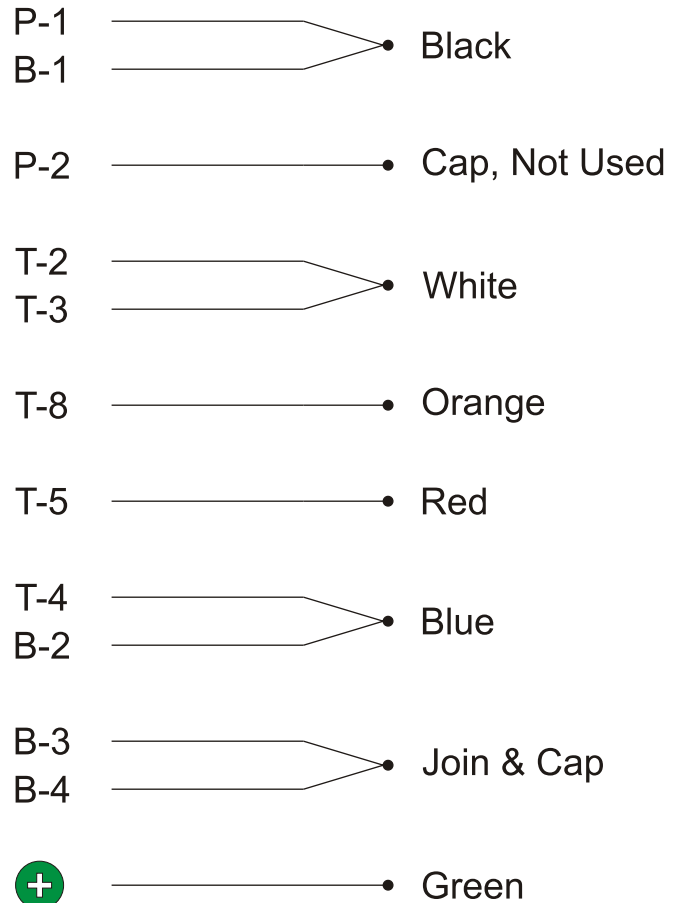 P-1
B-1
Black
P-2
Cap, Not Used
T-2
T-3
White
T-8
Orange
T-5
Red
T-4
B-2
Blue
B-3
B-4
Join & Cap
+
Green